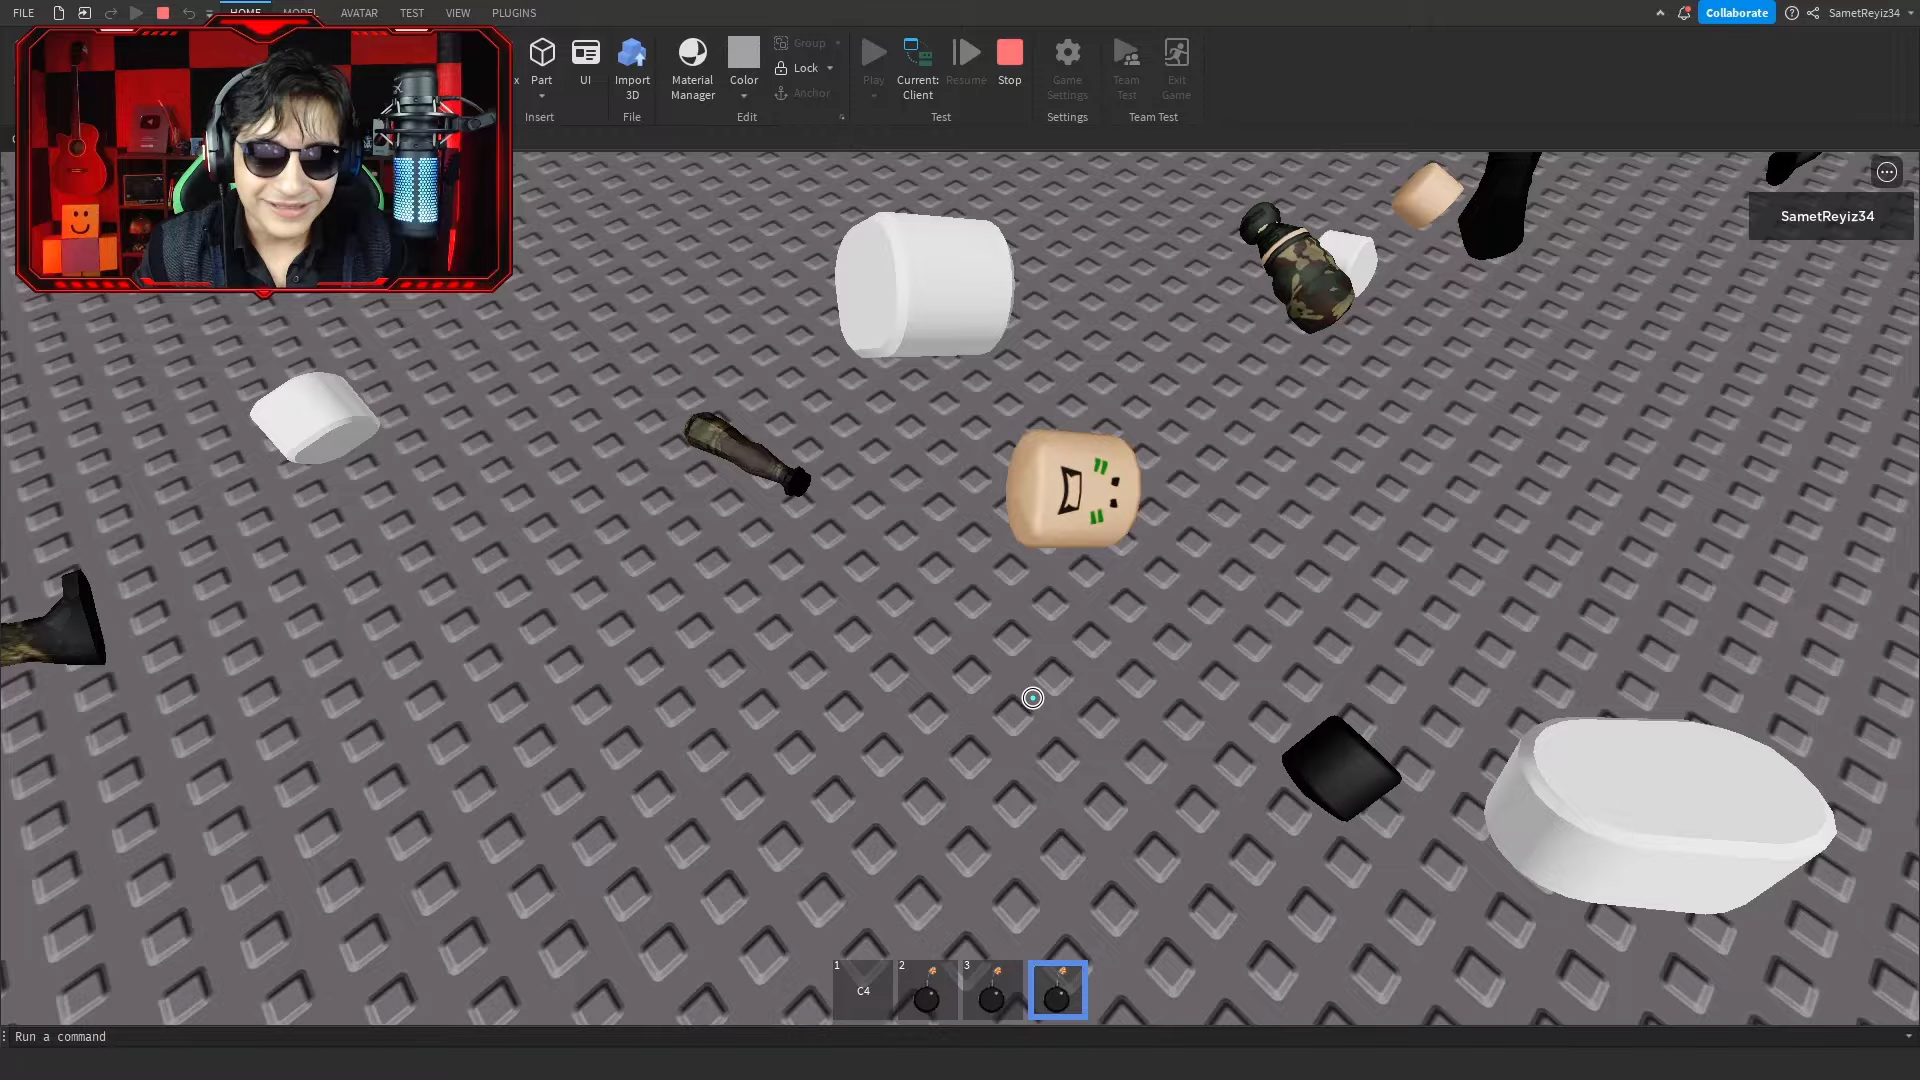 FILE
HOME
MODEL
AVATAR
TEST
VIEW
PLUGINS
Collaborate
SametReyiz34
Part
UI
Import
3D
Material
Manager
Color
Group
Lock
Anchor
Play
Current:
Client
Resume
Stop
Game
Settings
Team
Test
Exit
Game
Insert
File
Edit
Test
Settings
Team Test
SametReyiz34
1
C4
2
3
Run a command